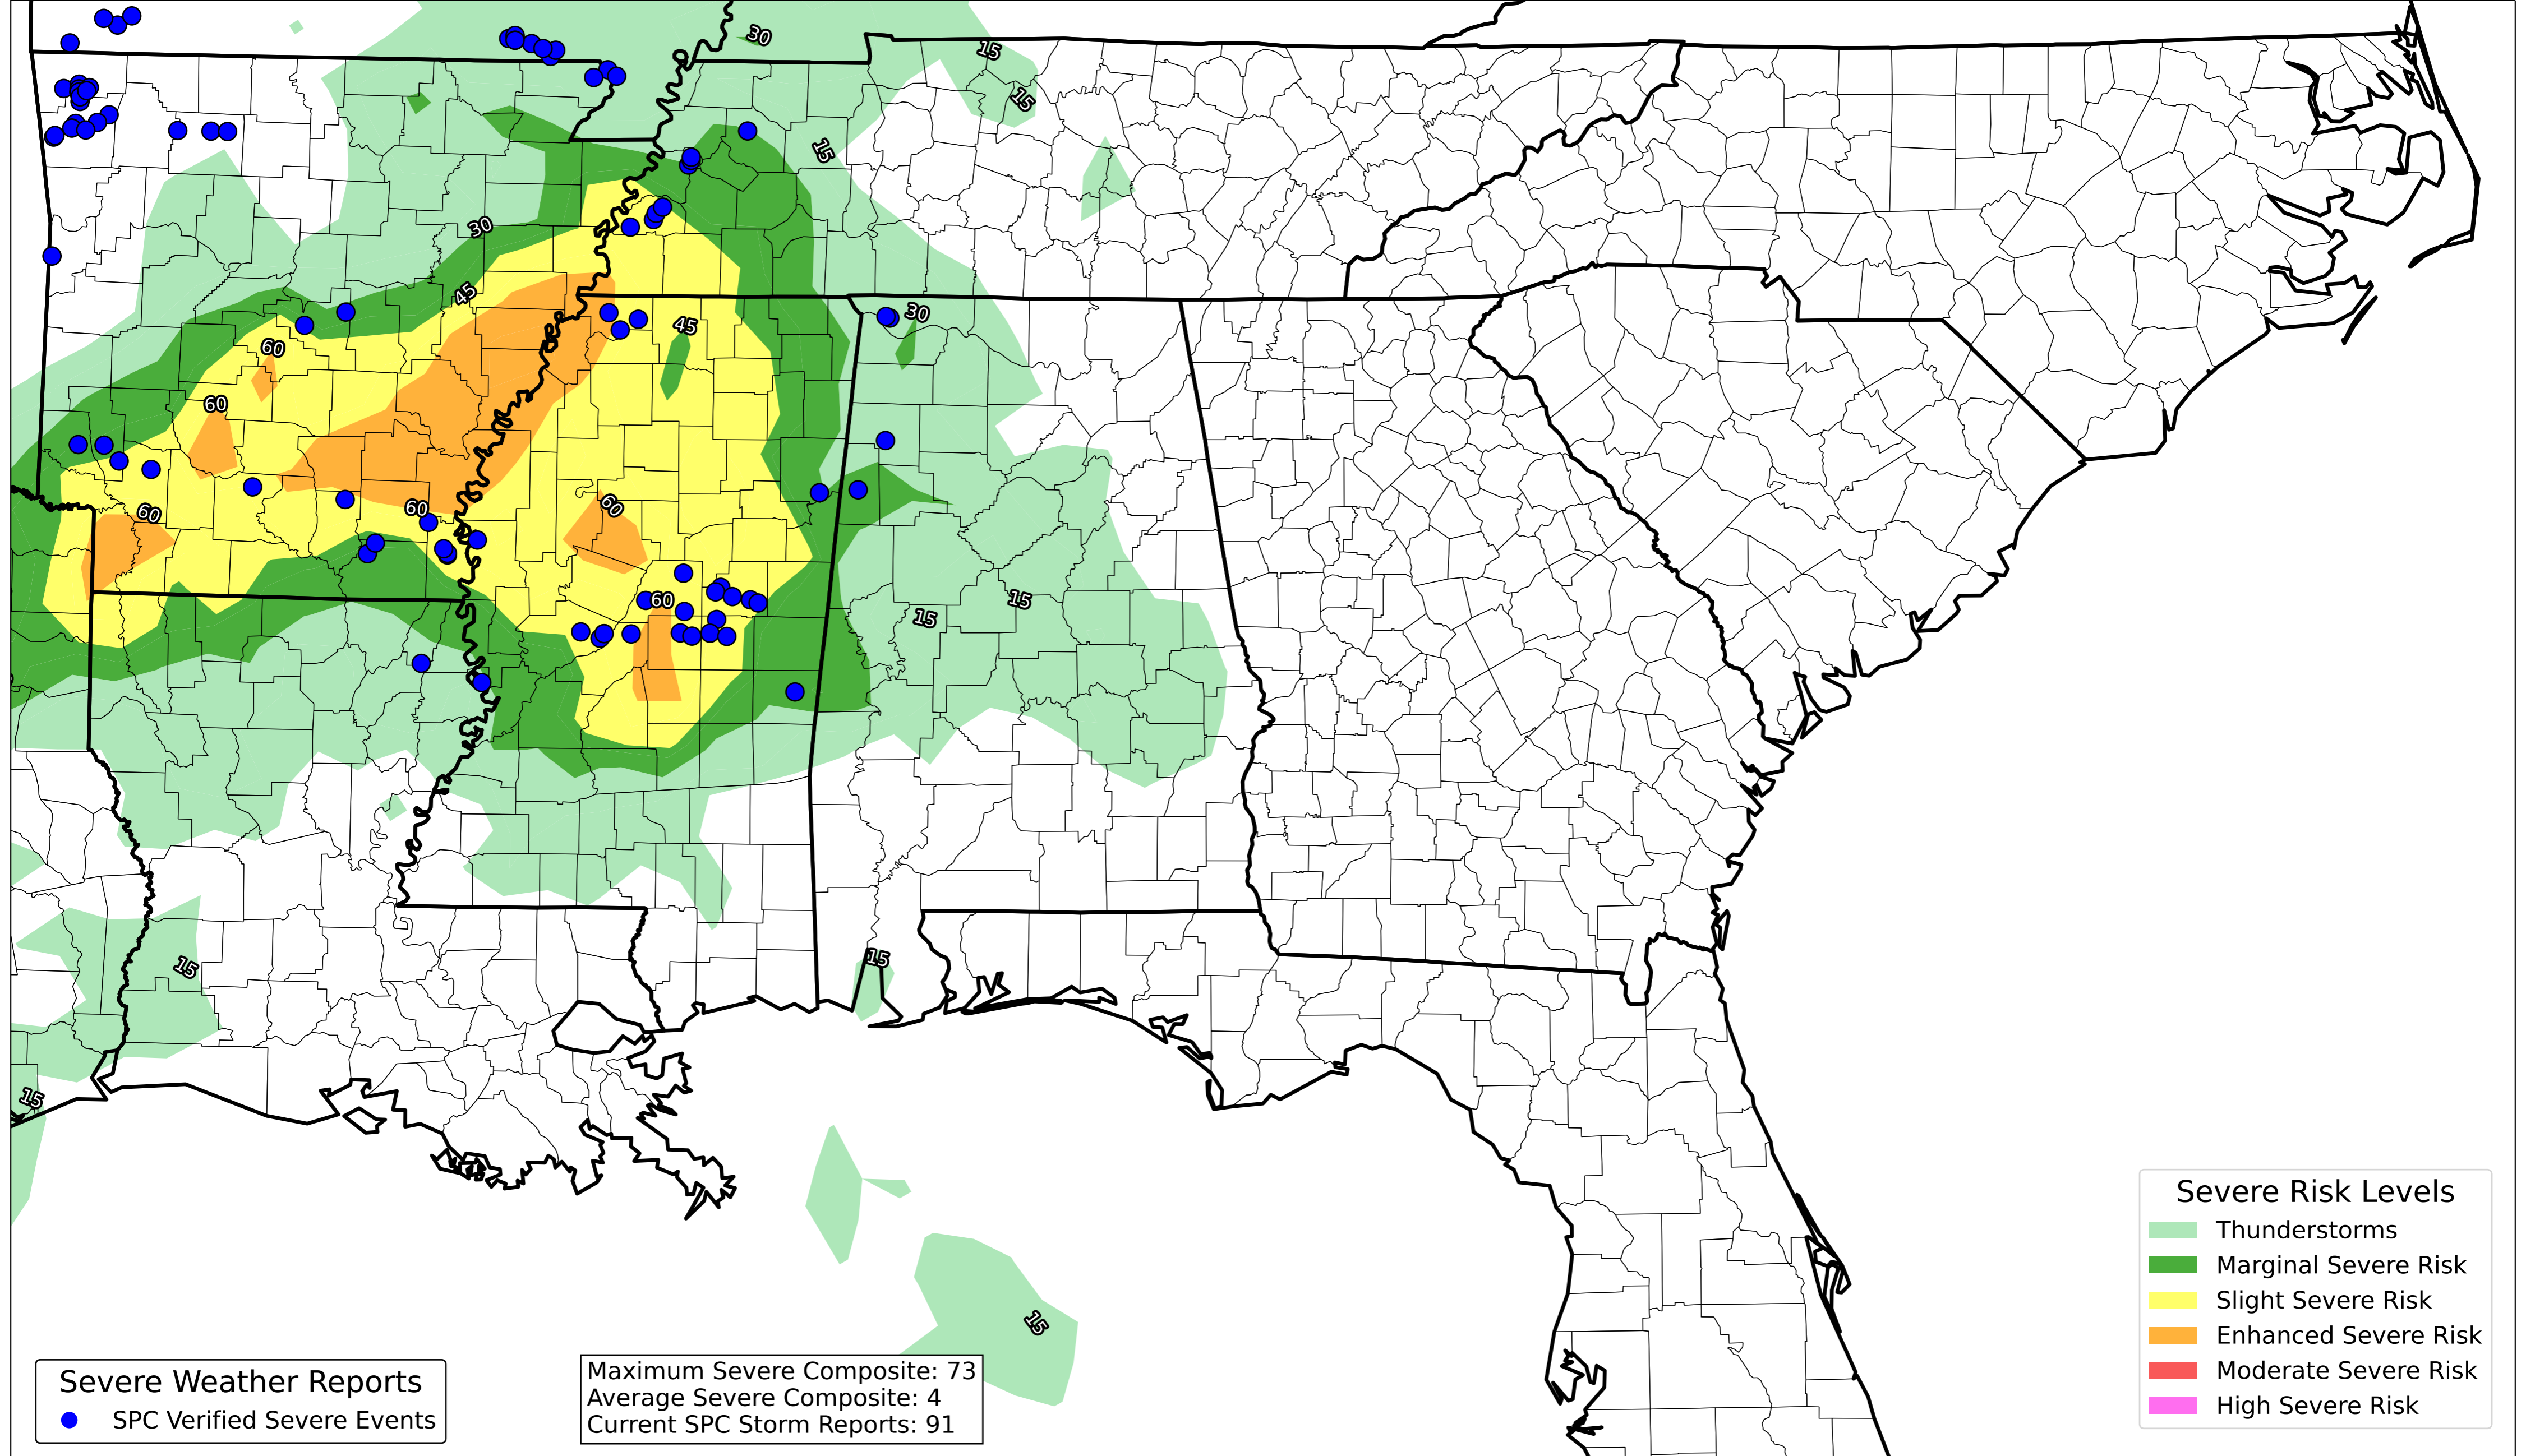 30
15
15
15
30
45
30
45
60
60
60
60
60
60
15
15
15
15
15
15
Severe Risk Levels
Thunderstorms
Marginal Severe Risk
Slight Severe Risk
Enhanced Severe Risk
Moderate Severe Risk
High Severe Risk
Severe Weather Reports
SPC Verified Severe Events
Maximum Severe Composite: 73
Average Severe Composite: 4
Current SPC Storm Reports: 91